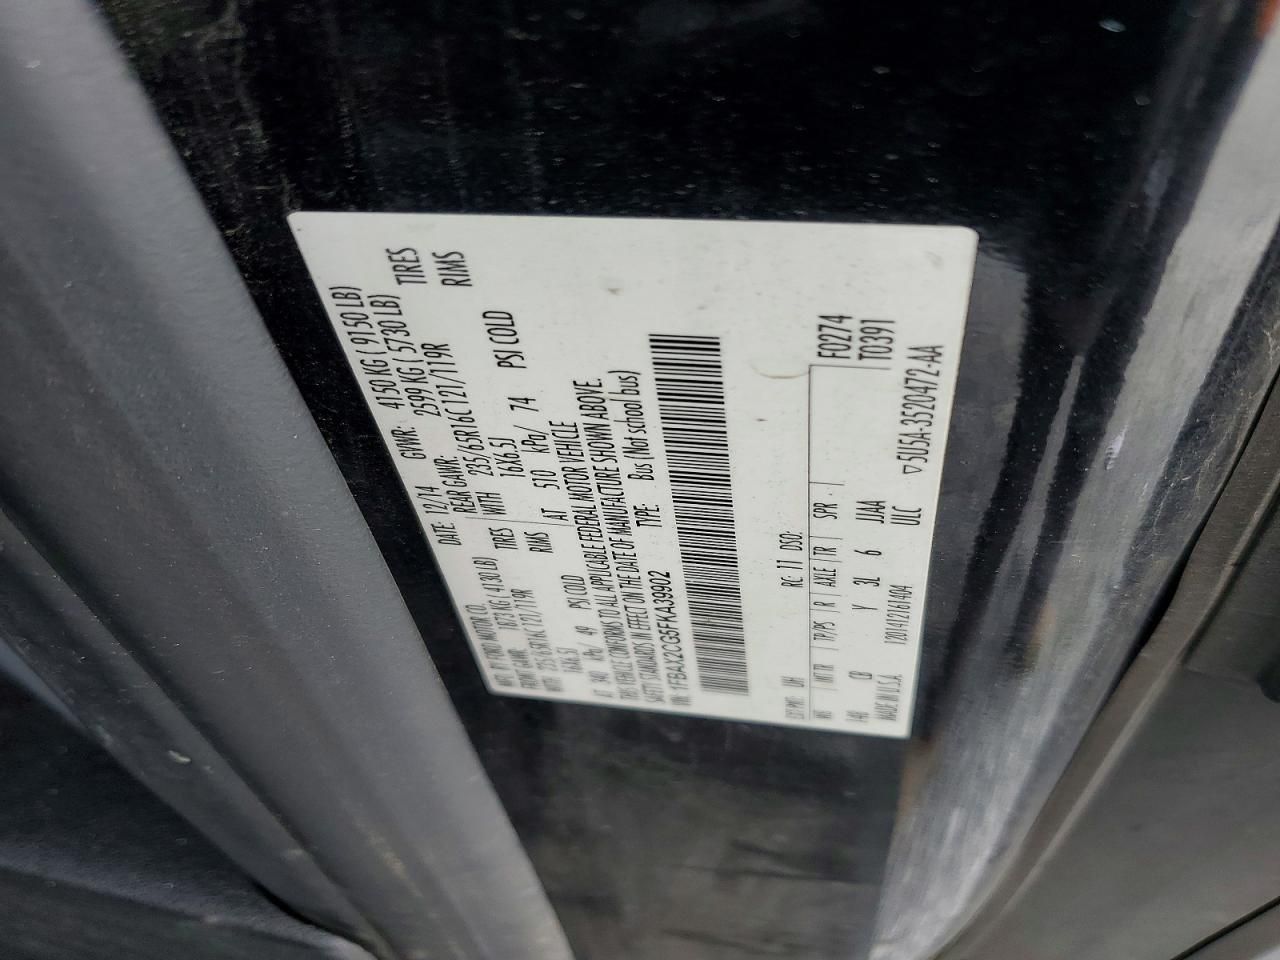 MFD. BY FORD MOTOR CO.
DATE: 12/14 GVWR: 4150 KG ( 9150 LB)
FRONT GAWR: 1873 KG( 4130 LB) REAR GAWR: 2599 KG ( 5730 LB)
WITH 235/65R16C 121/119R TIRES WITH 235/65R16C 121/119R TIRES
16X6.5J RIMS 16X6.5J RIMS
AT 340 kPa/ 49 PSI COLD AT 510 kPa/ 74 PSI COLD
THIS VEHICLE CONFORMS TO ALL APPLICABLE FEDERAL MOTOR VEHICLE
SAFETY STANDARDS IN EFFECT ON THE DATE OF MANUFACTURE SHOWN ABOVE.
VIN: 1FBAX2CG5FKA39902 TYPE: Bus (Not school bus)
EXT PNT: UH RC: 11 DSO: F0274
WB INT TR TP/PS R AXLE TR SPR T0391
148 CB Y 3L 6 JJAA
MADE IN U.S.A. 12D1412161404 ULC ▽5U5A-3520472-AA